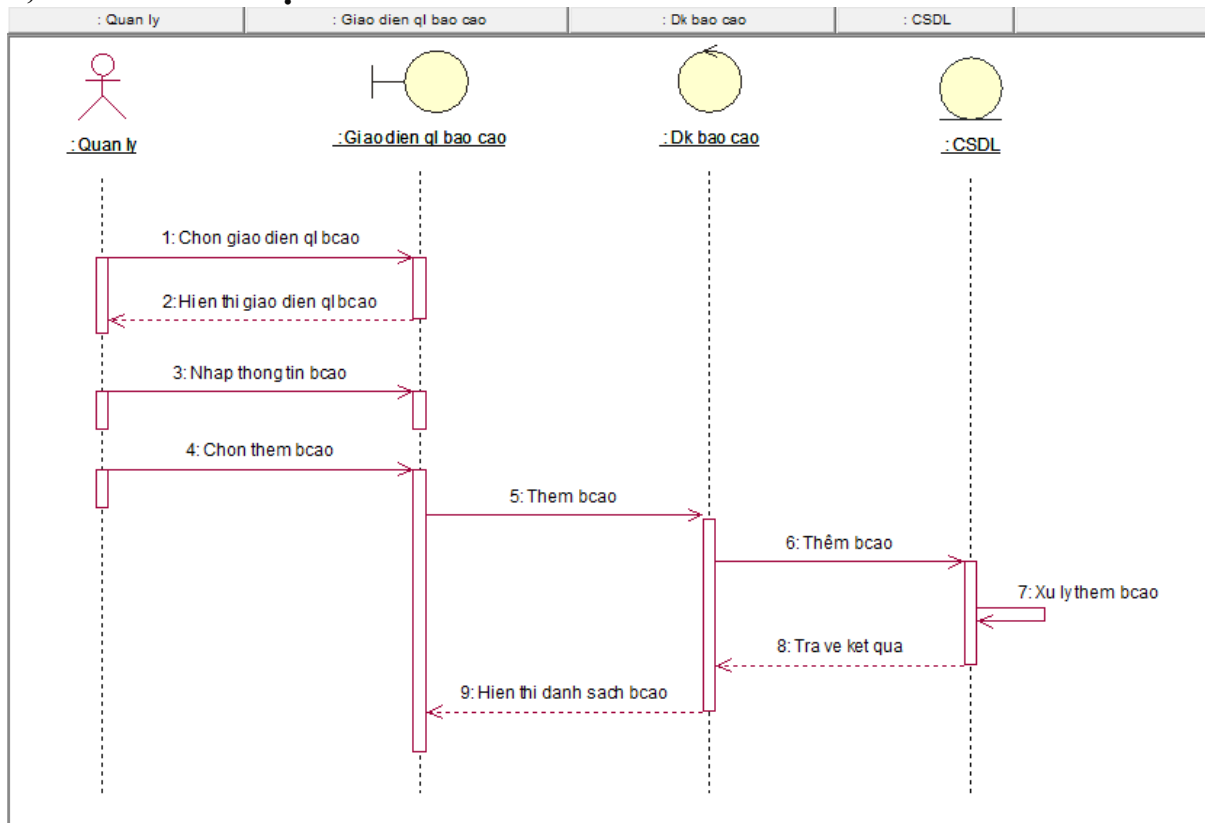 : Quan ly
: Giao dien ql bao cao
: Dk bao cao
: CSDL
:Quan ly
:Giao dien ql bao cao
:Dk bao cao
:CSDL
1: Chon giao dien ql bcao
2: Hien thi giao dien ql bcao
3: Nhap thong tin bcao
4: Chon them bcao
5: Them bcao
6: Thêm bcao
7: Xu ly them bcao
8: Tra ve ket qua
9: Hien thi danh sach bcao